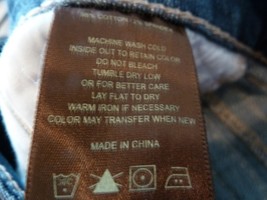 COTTON
MACHINE WASH COLD
INSIDE OUT TO RETAIN COLOR
DO NOT BLEACH
TUMBLE DRY LOW
OR FOR BETTER CARE
LAY FLAT TO DRY
WARM IRON IF NECESSARY
COLOR MAY TRANSFER WHEN NEW
MADE IN CHINA